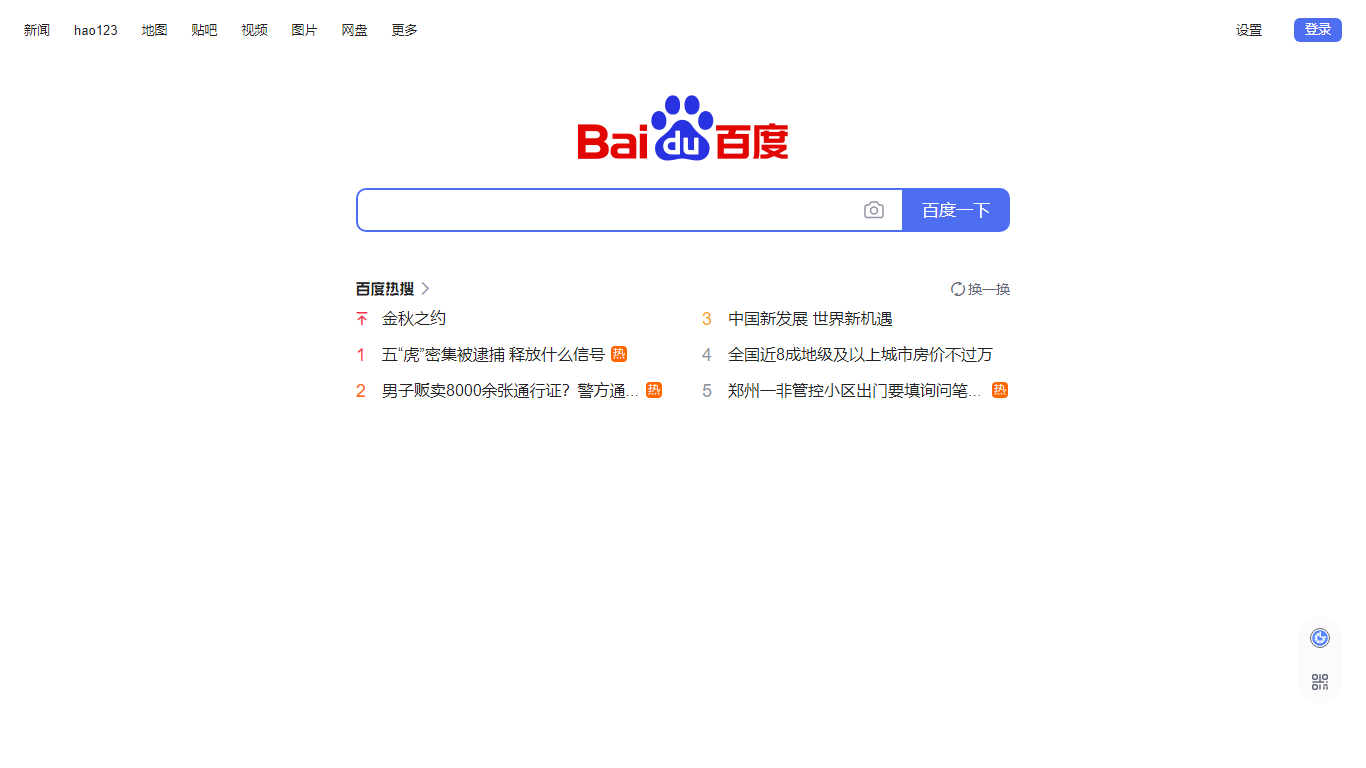 新闻 hao123 地图 贴吧 视频 图片 网盘 更多 设置 登录
Bai du 百度
百度一下
百度热搜 换一换
金秋之约
1 五“虎”密集被逮捕 释放什么信号 热
2 男子贩卖8000余张通行证？警方通... 热
3 中国新发展 世界新机遇
4 全国近8成地级及以上城市房价不过万
5 郑州一非管控小区出门要填询问笔... 热